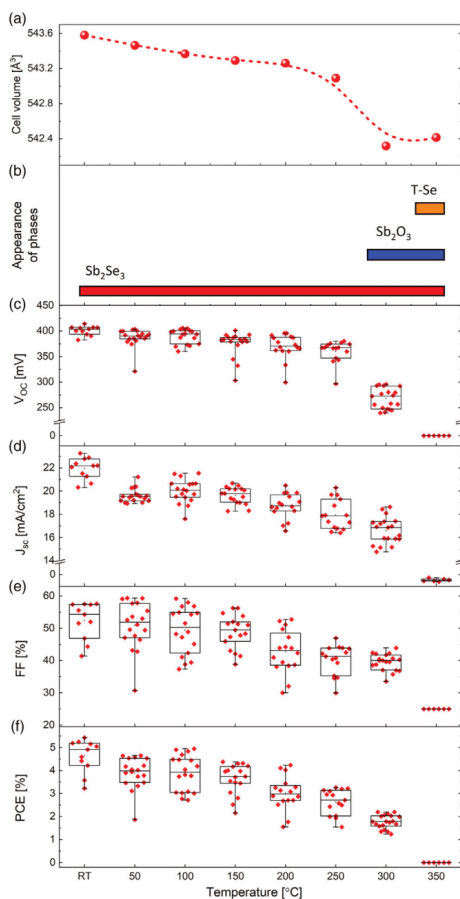 (a)
Cell volume [Å³]
543.6
543.2
542.8
542.4
(b)
Appearance
of phases
T-Se
Sb₂O₃
Sb₂Se₃
(c)
V_OC [mV]
450
400
350
300
250
0
(d)
J_sc [mA/cm²]
22
20
18
16
14
0
(e)
FF [%]
60
50
40
30
20
(f)
PCE [%]
5
4
3
2
1
0
RT 50 100 150 200 250 300 350
Temperature [°C]